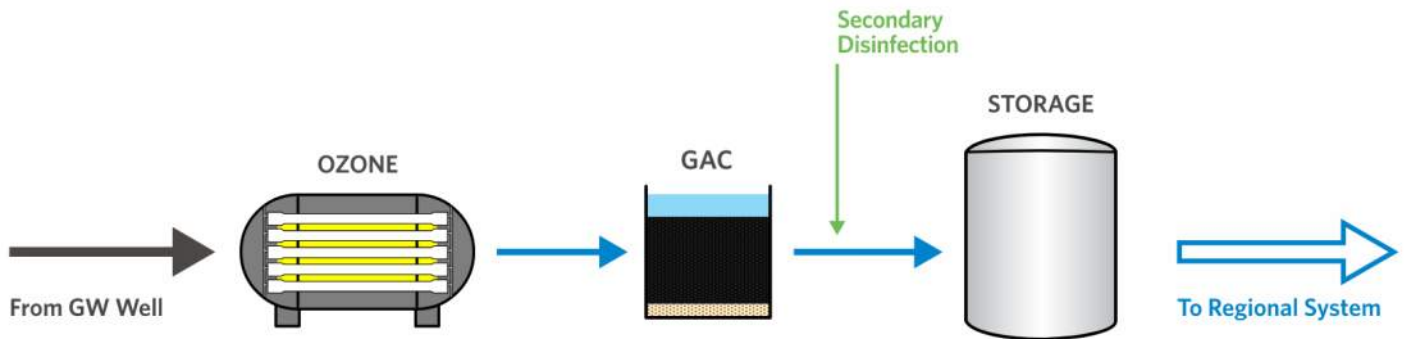 Secondary
Disinfection
STORAGE
GAC
OZONE
From GW Well
To Regional System